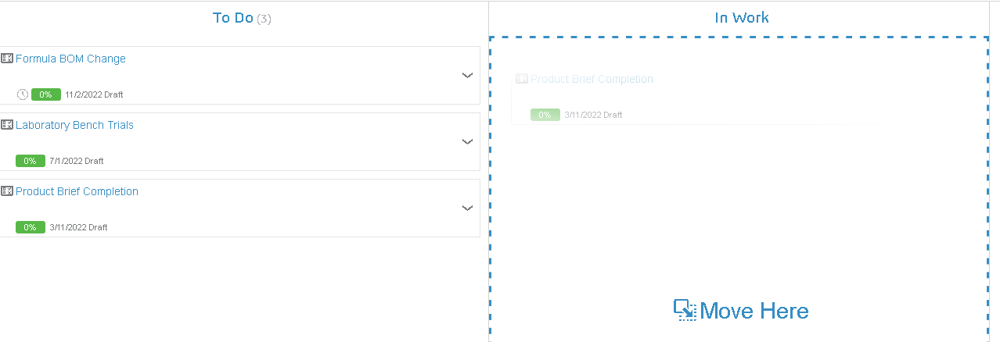 To Do (3)
Formula BOM Change
0% 11/2/2022 Draft
Laboratory Bench Trials
0% 7/1/2022 Draft
Product Brief Completion
0% 3/11/2022 Draft
In Work
Product Brief Completion
0% 3/11/2022 Draft
Move Here